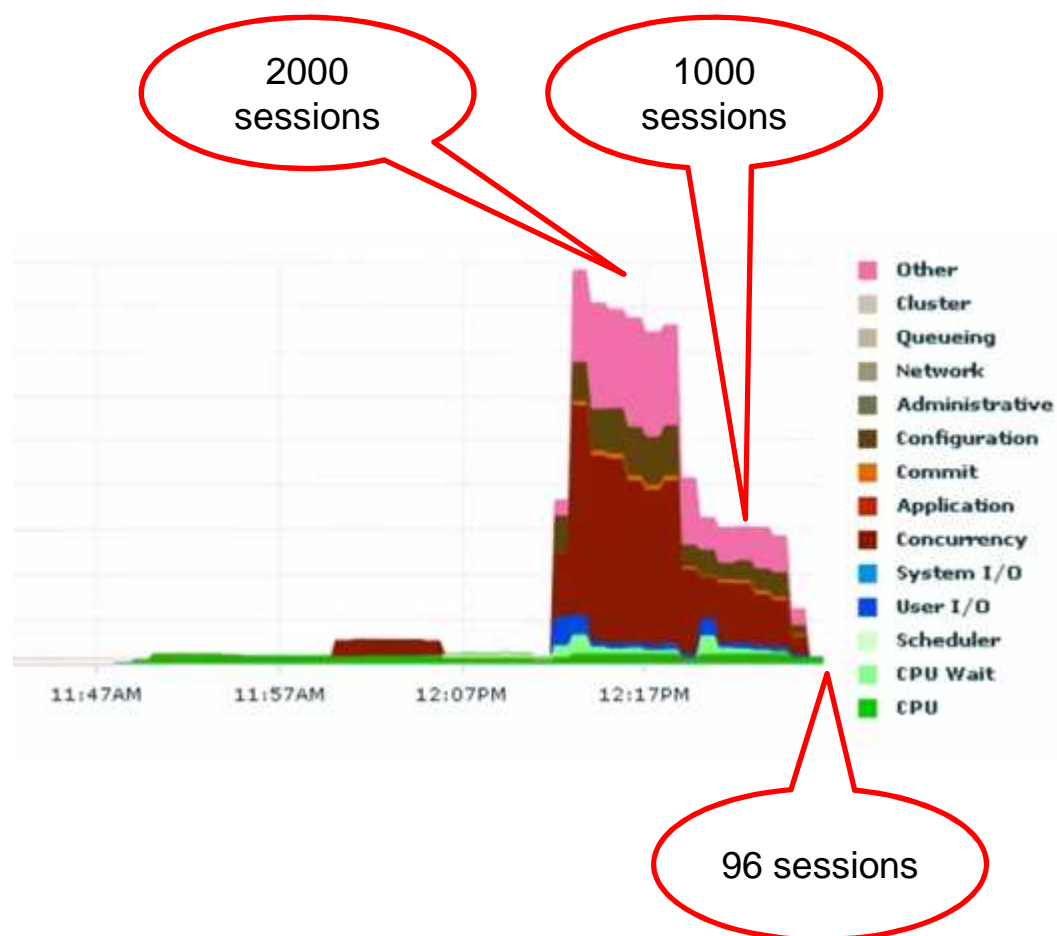 2000
sessions
1000
sessions
Other
Cluster
Queueing
Network
Administrative
Configuration
Commit
Application
Concurrency
System I/O
User I/O
Scheduler
CPU Wait
CPU
11:47AM
11:57AM
12:07PM
12:17PM
96 sessions